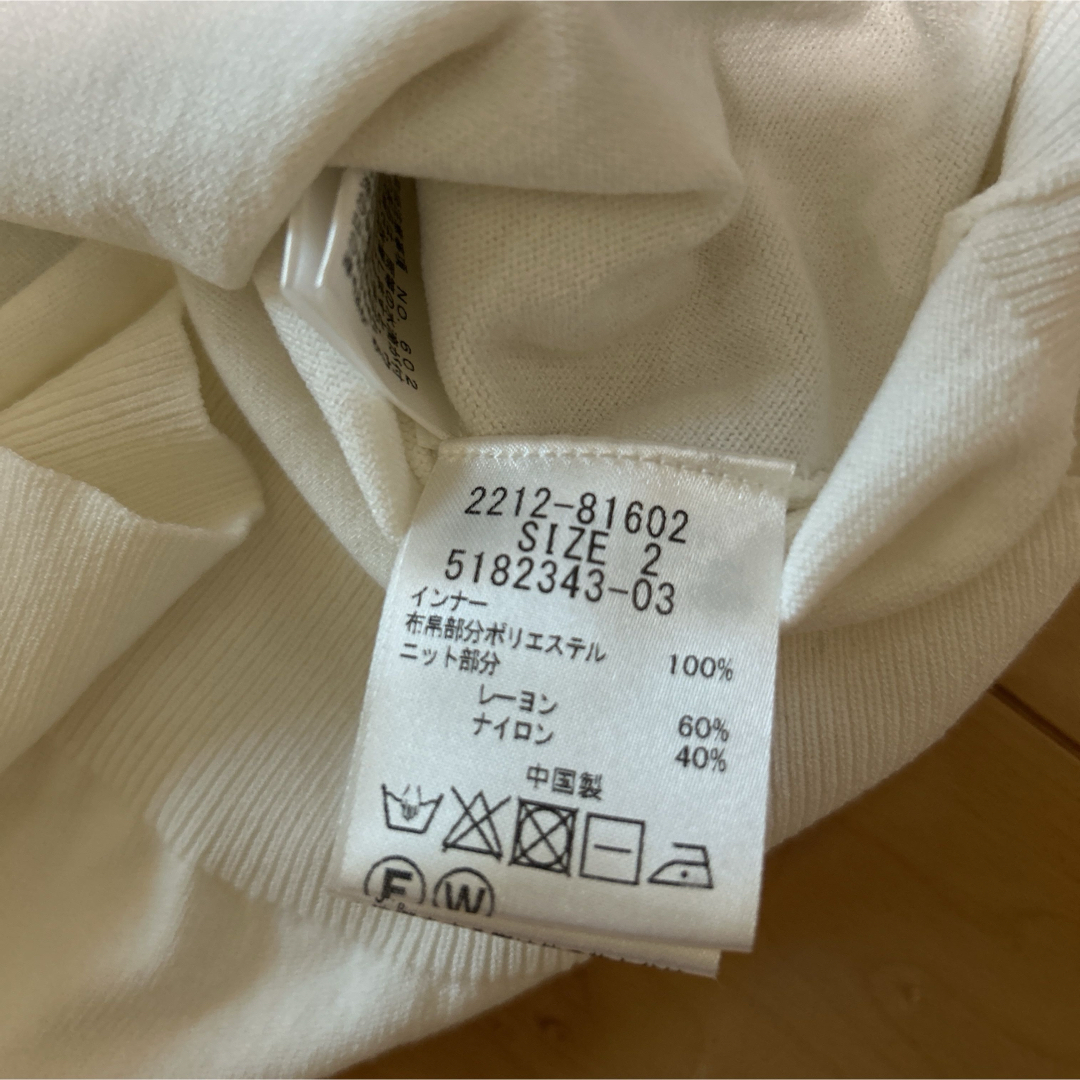 2212-81602
SIZE 2
5182343-03
インナー
布帛部分ポリエステル 100%
ニット部分
レーヨン 60%
ナイロン 40%
中国製
F W
NO. 602